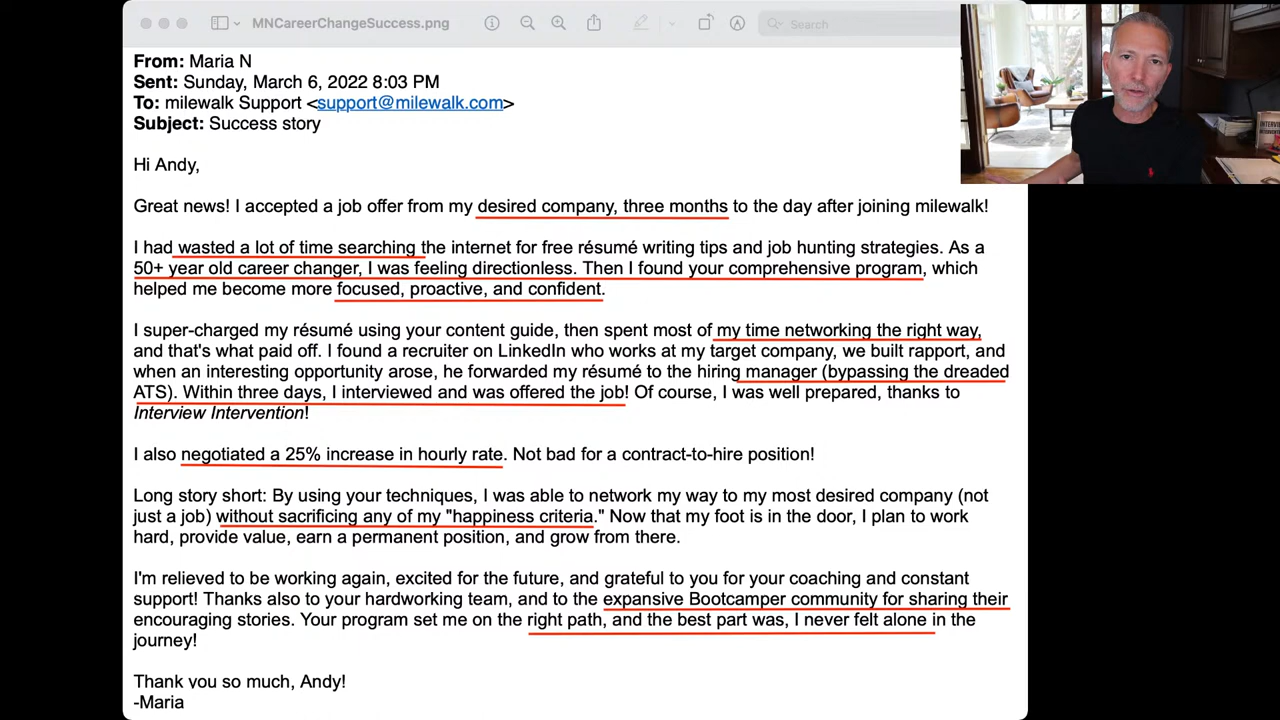 MNCareerChangeSuccess.png
Search
From: Maria N
Sent: Sunday, March 6, 2022 8:03 PM
To: milewalk Support <support@milewalk.com>
Subject: Success story
Hi Andy,
Great news! I accepted a job offer from my desired company, three months to the day after joining milewalk!
I had wasted a lot of time searching the internet for free résumé writing tips and job hunting strategies. As a
50+ year old career changer, I was feeling directionless. Then I found your comprehensive program, which
helped me become more focused, proactive, and confident.
I super-charged my résumé using your content guide, then spent most of my time networking the right way,
and that's what paid off. I found a recruiter on LinkedIn who works at my target company, we built rapport, and
when an interesting opportunity arose, he forwarded my résumé to the hiring manager (bypassing the dreaded
ATS). Within three days, I interviewed and was offered the job! Of course, I was well prepared, thanks to
Interview Intervention!
I also negotiated a 25% increase in hourly rate. Not bad for a contract-to-hire position!
Long story short: By using your techniques, I was able to network my way to my most desired company (not
just a job) without sacrificing any of my "happiness criteria." Now that my foot is in the door, I plan to work
hard, provide value, earn a permanent position, and grow from there.
I'm relieved to be working again, excited for the future, and grateful to you for your coaching and constant
support! Thanks also to your hardworking team, and to the expansive Bootcamper community for sharing their
encouraging stories. Your program set me on the right path, and the best part was, I never felt alone in the
journey!
Thank you so much, Andy!
-Maria